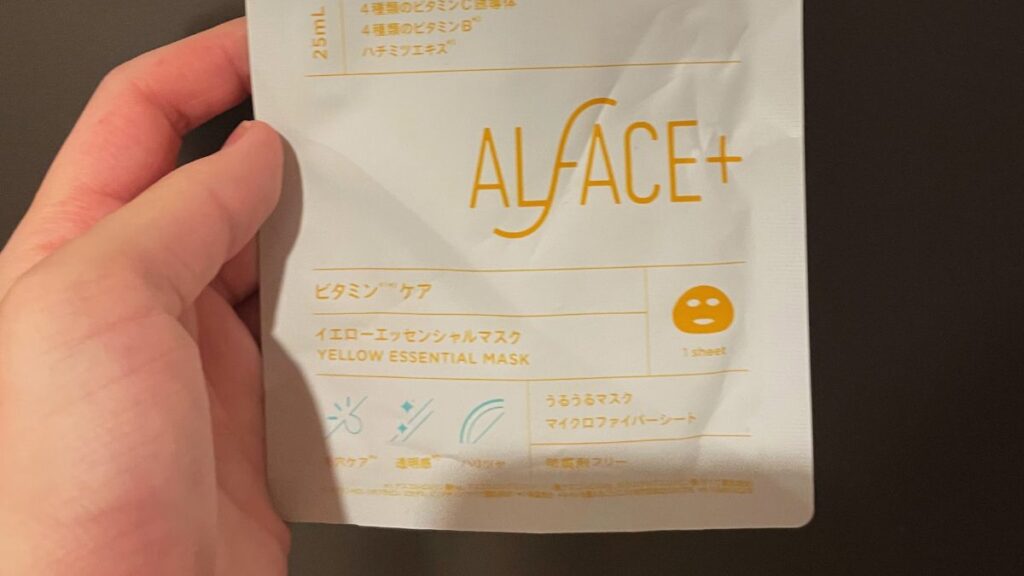 25mL
4種類のビタミンC誘導体
4種類のビタミンB
ハチミツエキス
ALFACE+
ビタミン ケア
イエローエッセンシャルマスク
YELLOW ESSENTIAL MASK
1 sheet
うるうるマスク
マイクロファイバーシート
毛穴ケア 透明感
防腐剤フリー